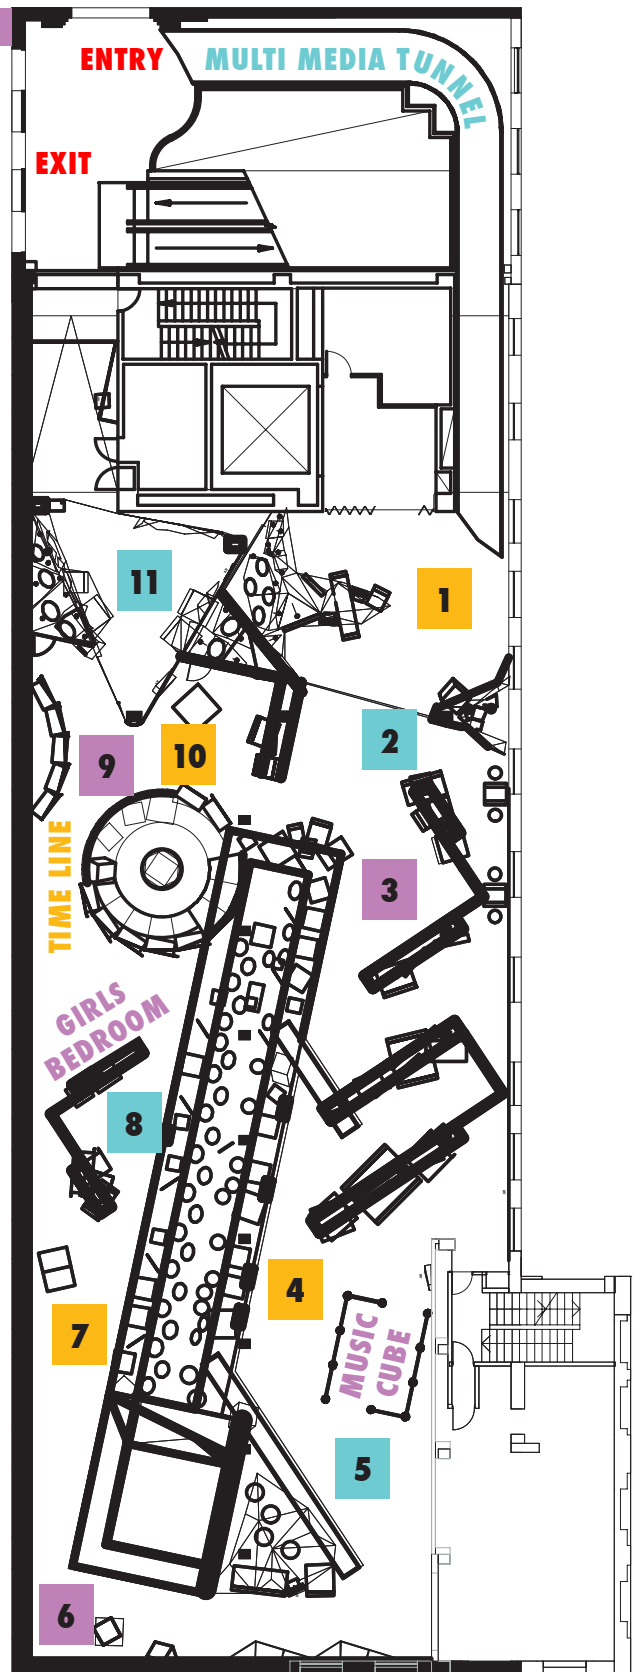 ENTRY
MULTI MEDIA TUNNEL
EXIT
11
1
2
10
9
TIME LINE
3
GIRLS
BEDROOM
8
4
7
MUSIC
CUBE
5
6